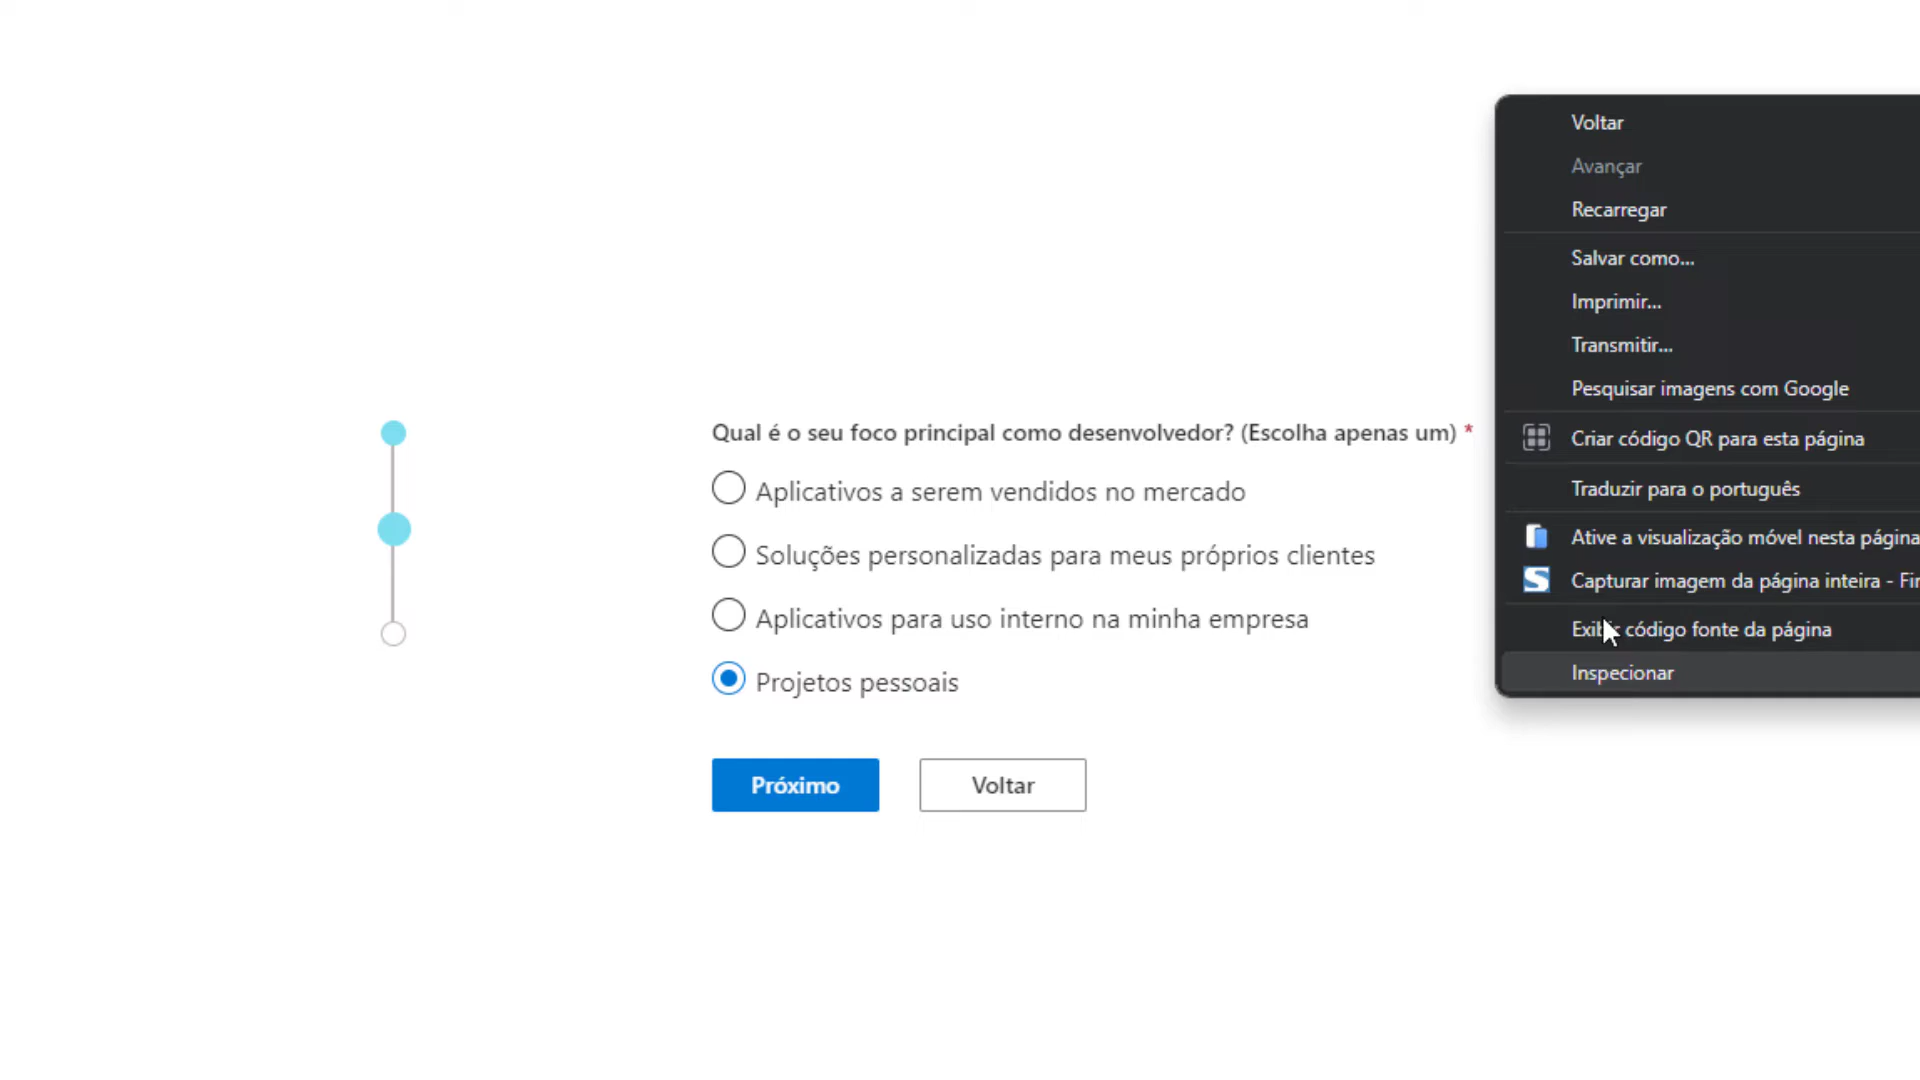 Voltar
Avançar
Recarregar
Salvar como...
Imprimir...
Transmitir...
Pesquisar imagens com Google
Criar código QR para esta página
Traduzir para o português
Ative a visualização móvel nesta página
Capturar imagem da página inteira - Fir
Exibir código fonte da página
Inspecionar
Qual é o seu foco principal como desenvolvedor? (Escolha apenas um) *
Aplicativos a serem vendidos no mercado
Soluções personalizadas para meus próprios clientes
Aplicativos para uso interno na minha empresa
Projetos pessoais
Próximo
Voltar